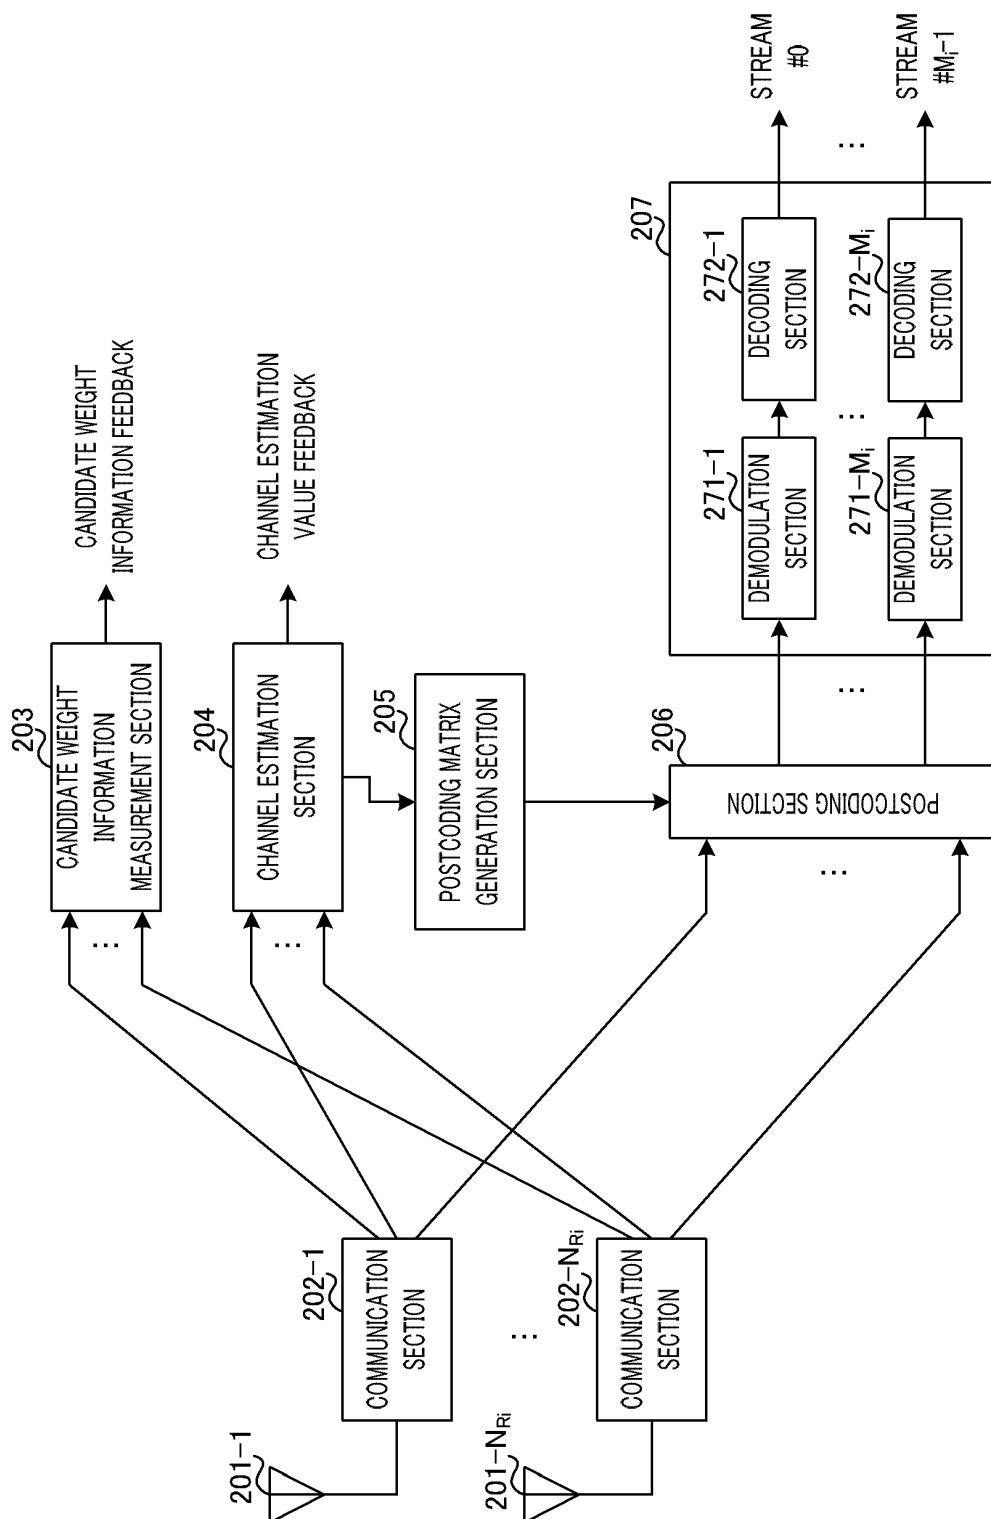 201-1
201-N_Ri
202-1
COMMUNICATION
SECTION
...
202-N_Ri
COMMUNICATION
SECTION
203
CANDIDATE WEIGHT
INFORMATION
MEASUREMENT SECTION
...
CANDIDATE WEIGHT
INFORMATION FEEDBACK
204
CHANNEL ESTIMATION
SECTION
...
CHANNEL ESTIMATION
VALUE FEEDBACK
205
POSTCODING MATRIX
GENERATION SECTION
206
POSTCODING SECTION
...
...
207
271-1
DEMODULATION
SECTION
272-1
DECODING
SECTION
...
271-M_i
DEMODULATION
SECTION
272-M_i
DECODING
SECTION
STREAM
#0
...
STREAM
#M_i-1